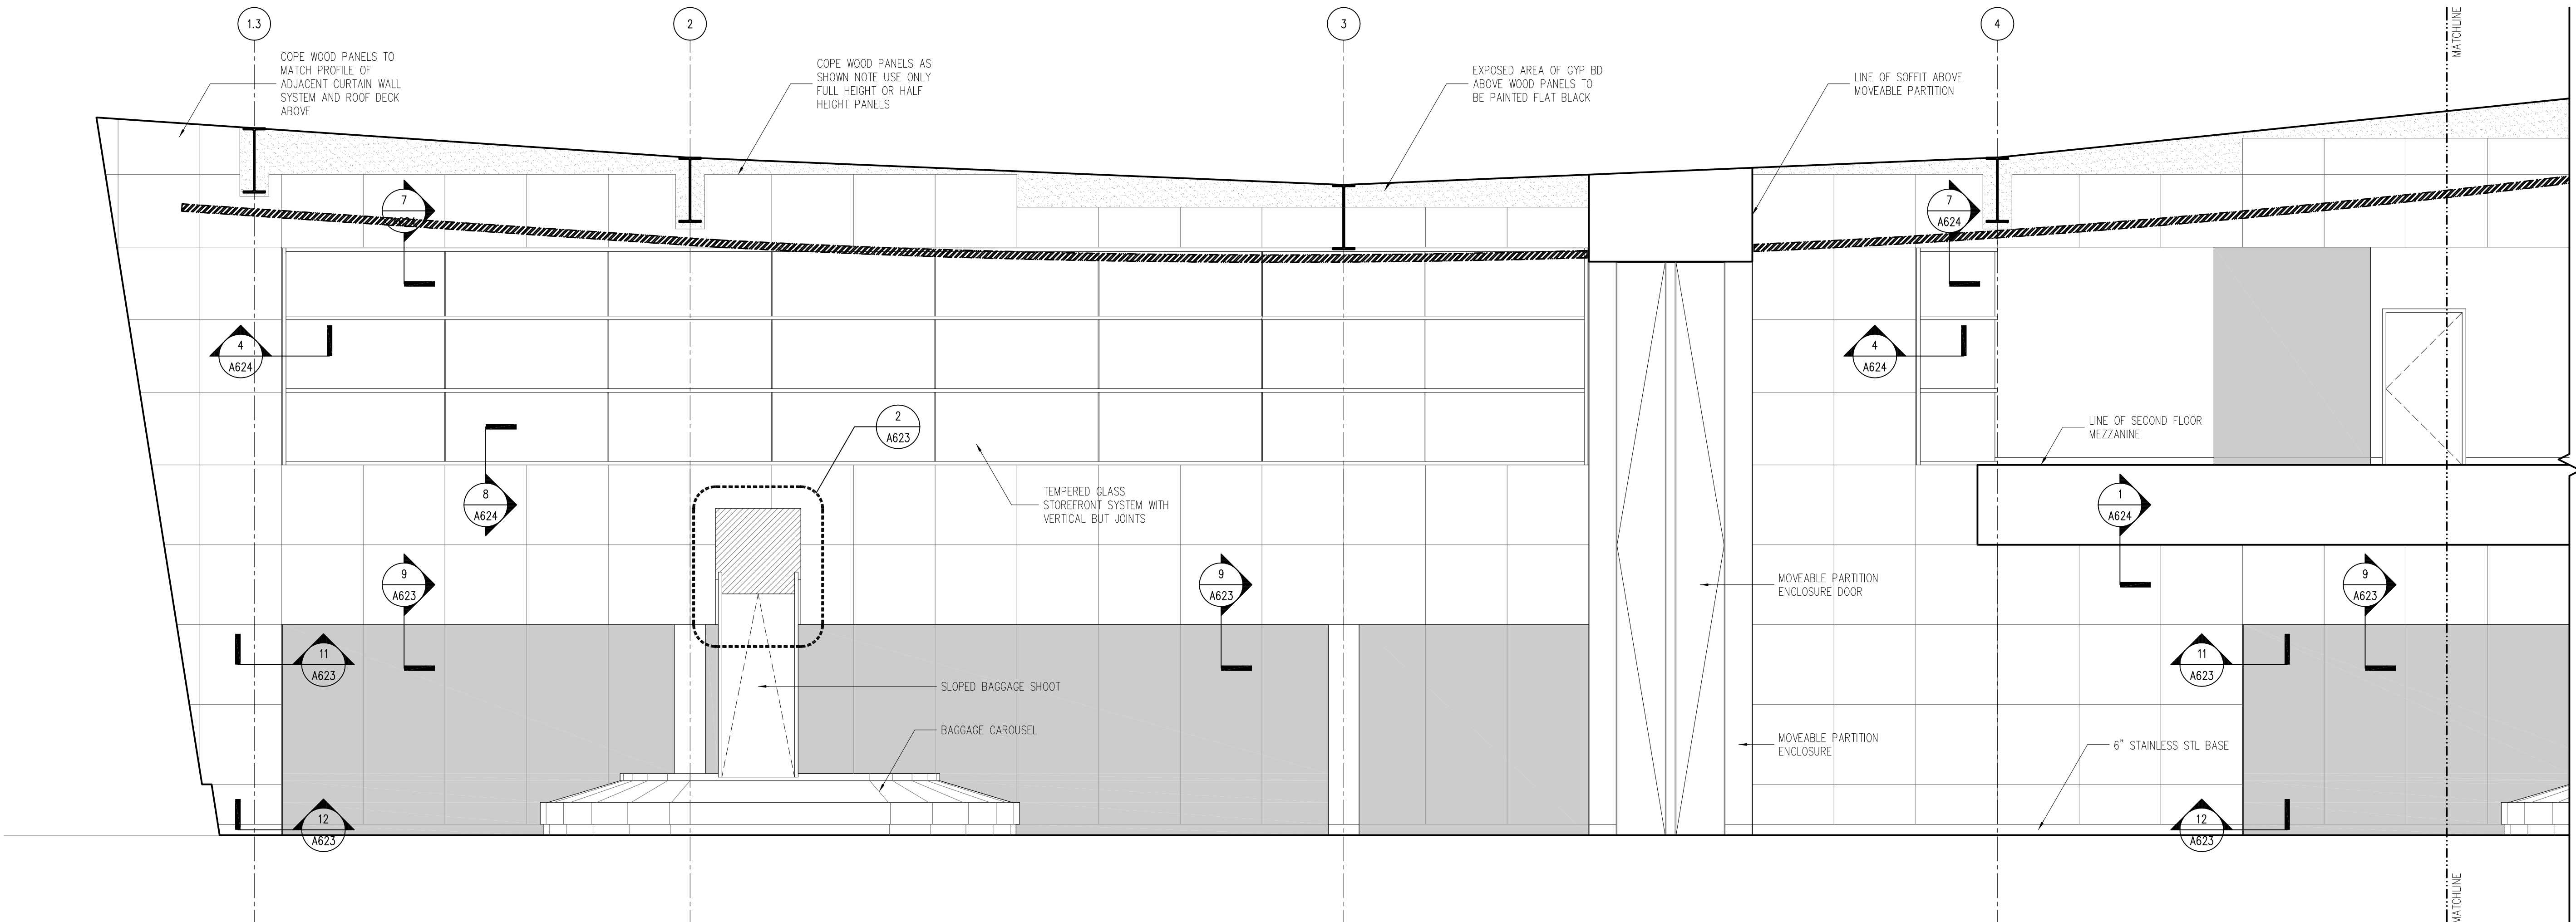 1.3
2
3
4
MATCHLINE
COPE WOOD PANELS TO
MATCH PROFILE OF
ADJACENT CURTAIN WALL
SYSTEM AND ROOF DECK
ABOVE
COPE WOOD PANELS AS
SHOWN NOTE USE ONLY
FULL HEIGHT OR HALF
HEIGHT PANELS
EXPOSED AREA OF GYP BD
ABOVE WOOD PANELS TO
BE PAINTED FLAT BLACK
LINE OF SOFFIT ABOVE
MOVEABLE PARTITION
7
A624
7
A624
4
A624
4
A624
2
A623
LINE OF SECOND FLOOR
MEZZANINE
8
A624
TEMPERED GLASS
STOREFRONT SYSTEM WITH
VERTICAL BUT JOINTS
1
A624
9
A623
9
A623
MOVEABLE PARTITION
ENCLOSURE DOOR
9
A623
11
A623
11
A623
SLOPED BAGGAGE SHOOT
BAGGAGE CAROUSEL
MOVEABLE PARTITION
ENCLOSURE
6" STAINLESS STL BASE
12
A623
12
A623
MATCHLINE